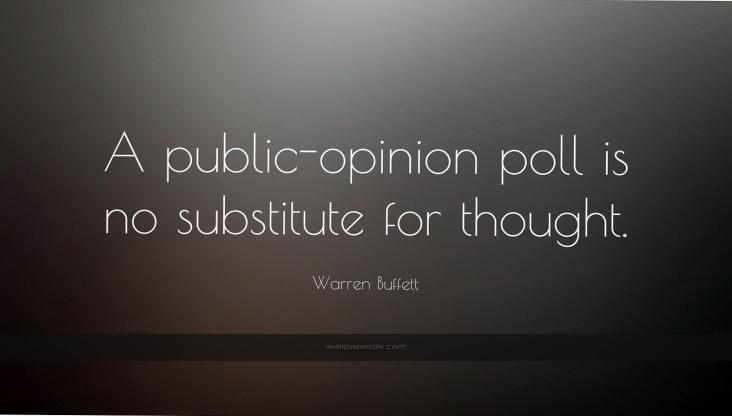 A public-opinion poll is
no substitute for thought.
Warren Buffett
wallpaperdx.com